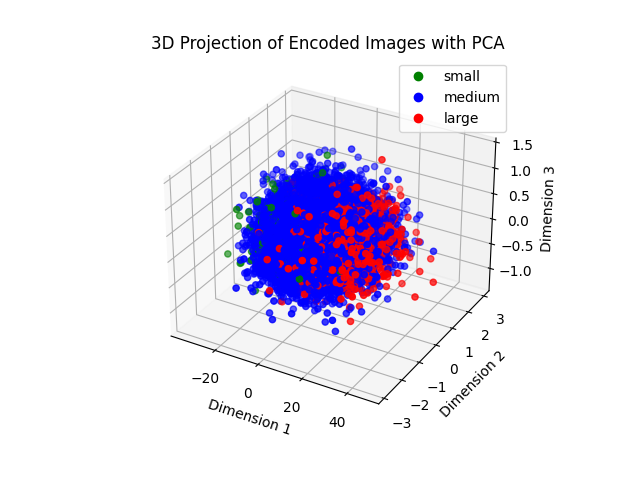 3D Projection of Encoded Images with PCA
small
medium
large
1.5
1.0
0.5
0.0
−0.5
−1.0
Dimension 3
3
2
1
0
−1
−2
−3
Dimension 2
−20
0
20
40
Dimension 1